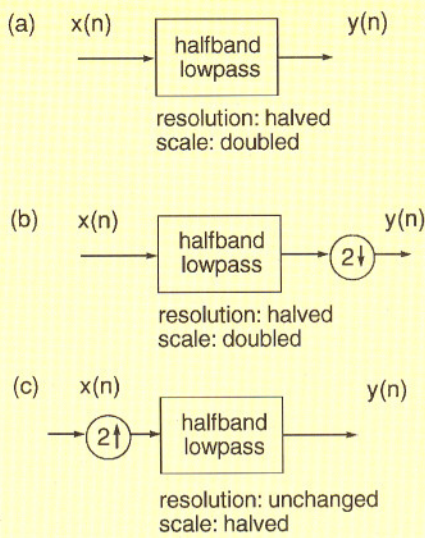 (a) x(n) y(n)
halfband
lowpass
resolution: halved
scale: doubled
(b) x(n) y(n)
halfband
lowpass
2↓
resolution: halved
scale: doubled
(c) x(n) y(n)
2↑
halfband
lowpass
resolution: unchanged
scale: halved